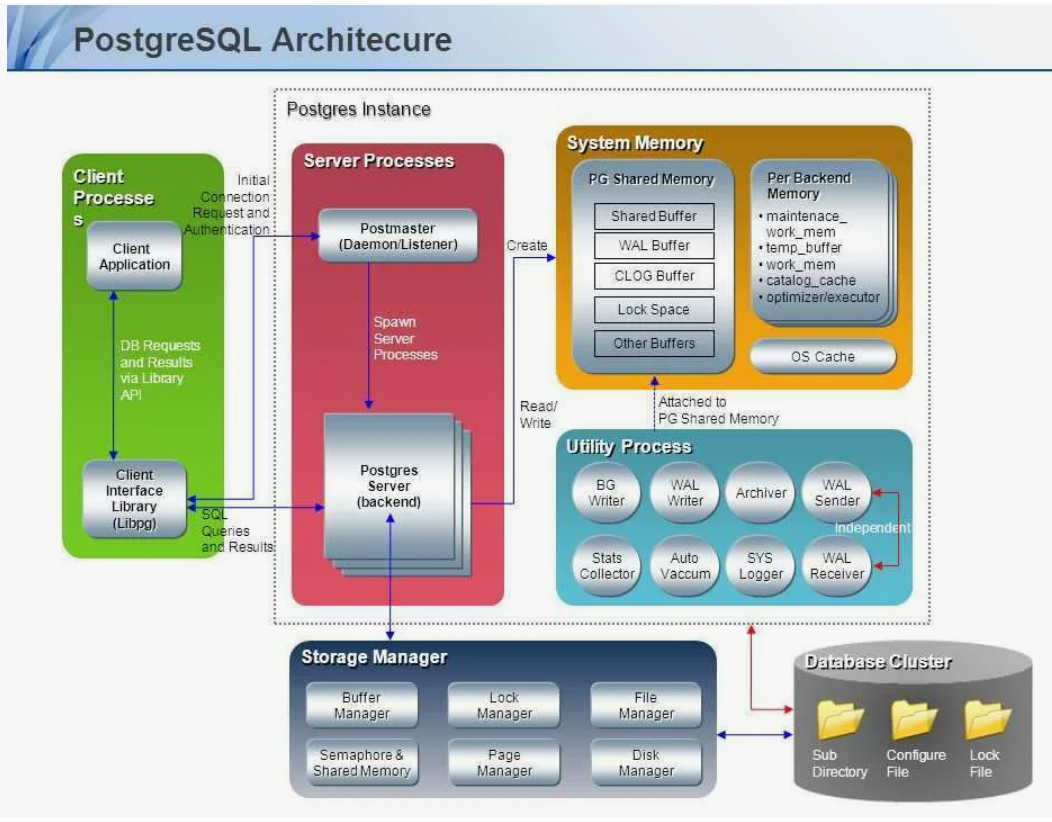 PostgreSQL Architecure
Postgres Instance
Client
Processe
s
Client
Application
DB Requests
and Results
via Library
API
Client
Interface
Library
(Libpg)
Initial
Connection
Request and
Authentication
SQL
Queries
and Results
Server Processes
Postmaster
(Daemon/Listener)
Spawn
Server
Processes
Postgres
Server
(backend)
Create
Read/
Write
System Memory
PG Shared Memory
Shared Buffer
WAL Buffer
CLOG Buffer
Lock Space
Other Buffers
Per Backend
Memory
• maintenace_
work_mem
• temp_buffer
• work_mem
• catalog_cache
• optimizer/executor
OS Cache
Attached to
PG Shared Memory
Utility Process
BG
Writer
WAL
Writer
Archiver
WAL
Sender
Independent
Stats
Collector
Auto
Vaccum
SYS
Logger
WAL
Receiver
Storage Manager
Buffer
Manager
Lock
Manager
File
Manager
Semaphore &
Shared Memory
Page
Manager
Disk
Manager
Database Cluster
Sub
Directory
Configure
File
Lock
File